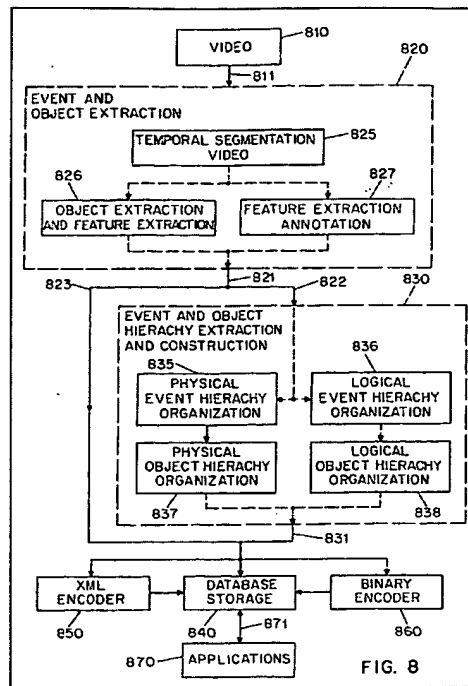 VIDEO
810
811
820
EVENT AND
OBJECT EXTRACTION
TEMPORAL SEGMENTATION
VIDEO
825
826
827
OBJECT EXTRACTION
AND FEATURE EXTRACTION
FEATURE EXTRACTION
ANNOTATION
821
822
823
830
EVENT AND OBJECT
HIERACHY EXTRACTION
AND CONSTRUCTION
835
836
PHYSICAL
EVENT HIERACHY
ORGANIZATION
LOGICAL
EVENT HIERACHY
ORGANIZATION
PHYSICAL
OBJECT HIERACHY
ORGANIZATION
LOGICAL
OBJECT HIERACHY
ORGANIZATION
837
838
831
XML
ENCODER
DATABASE
STORAGE
BINARY
ENCODER
850
840
871
860
870
APPLICATIONS
FIG. 8